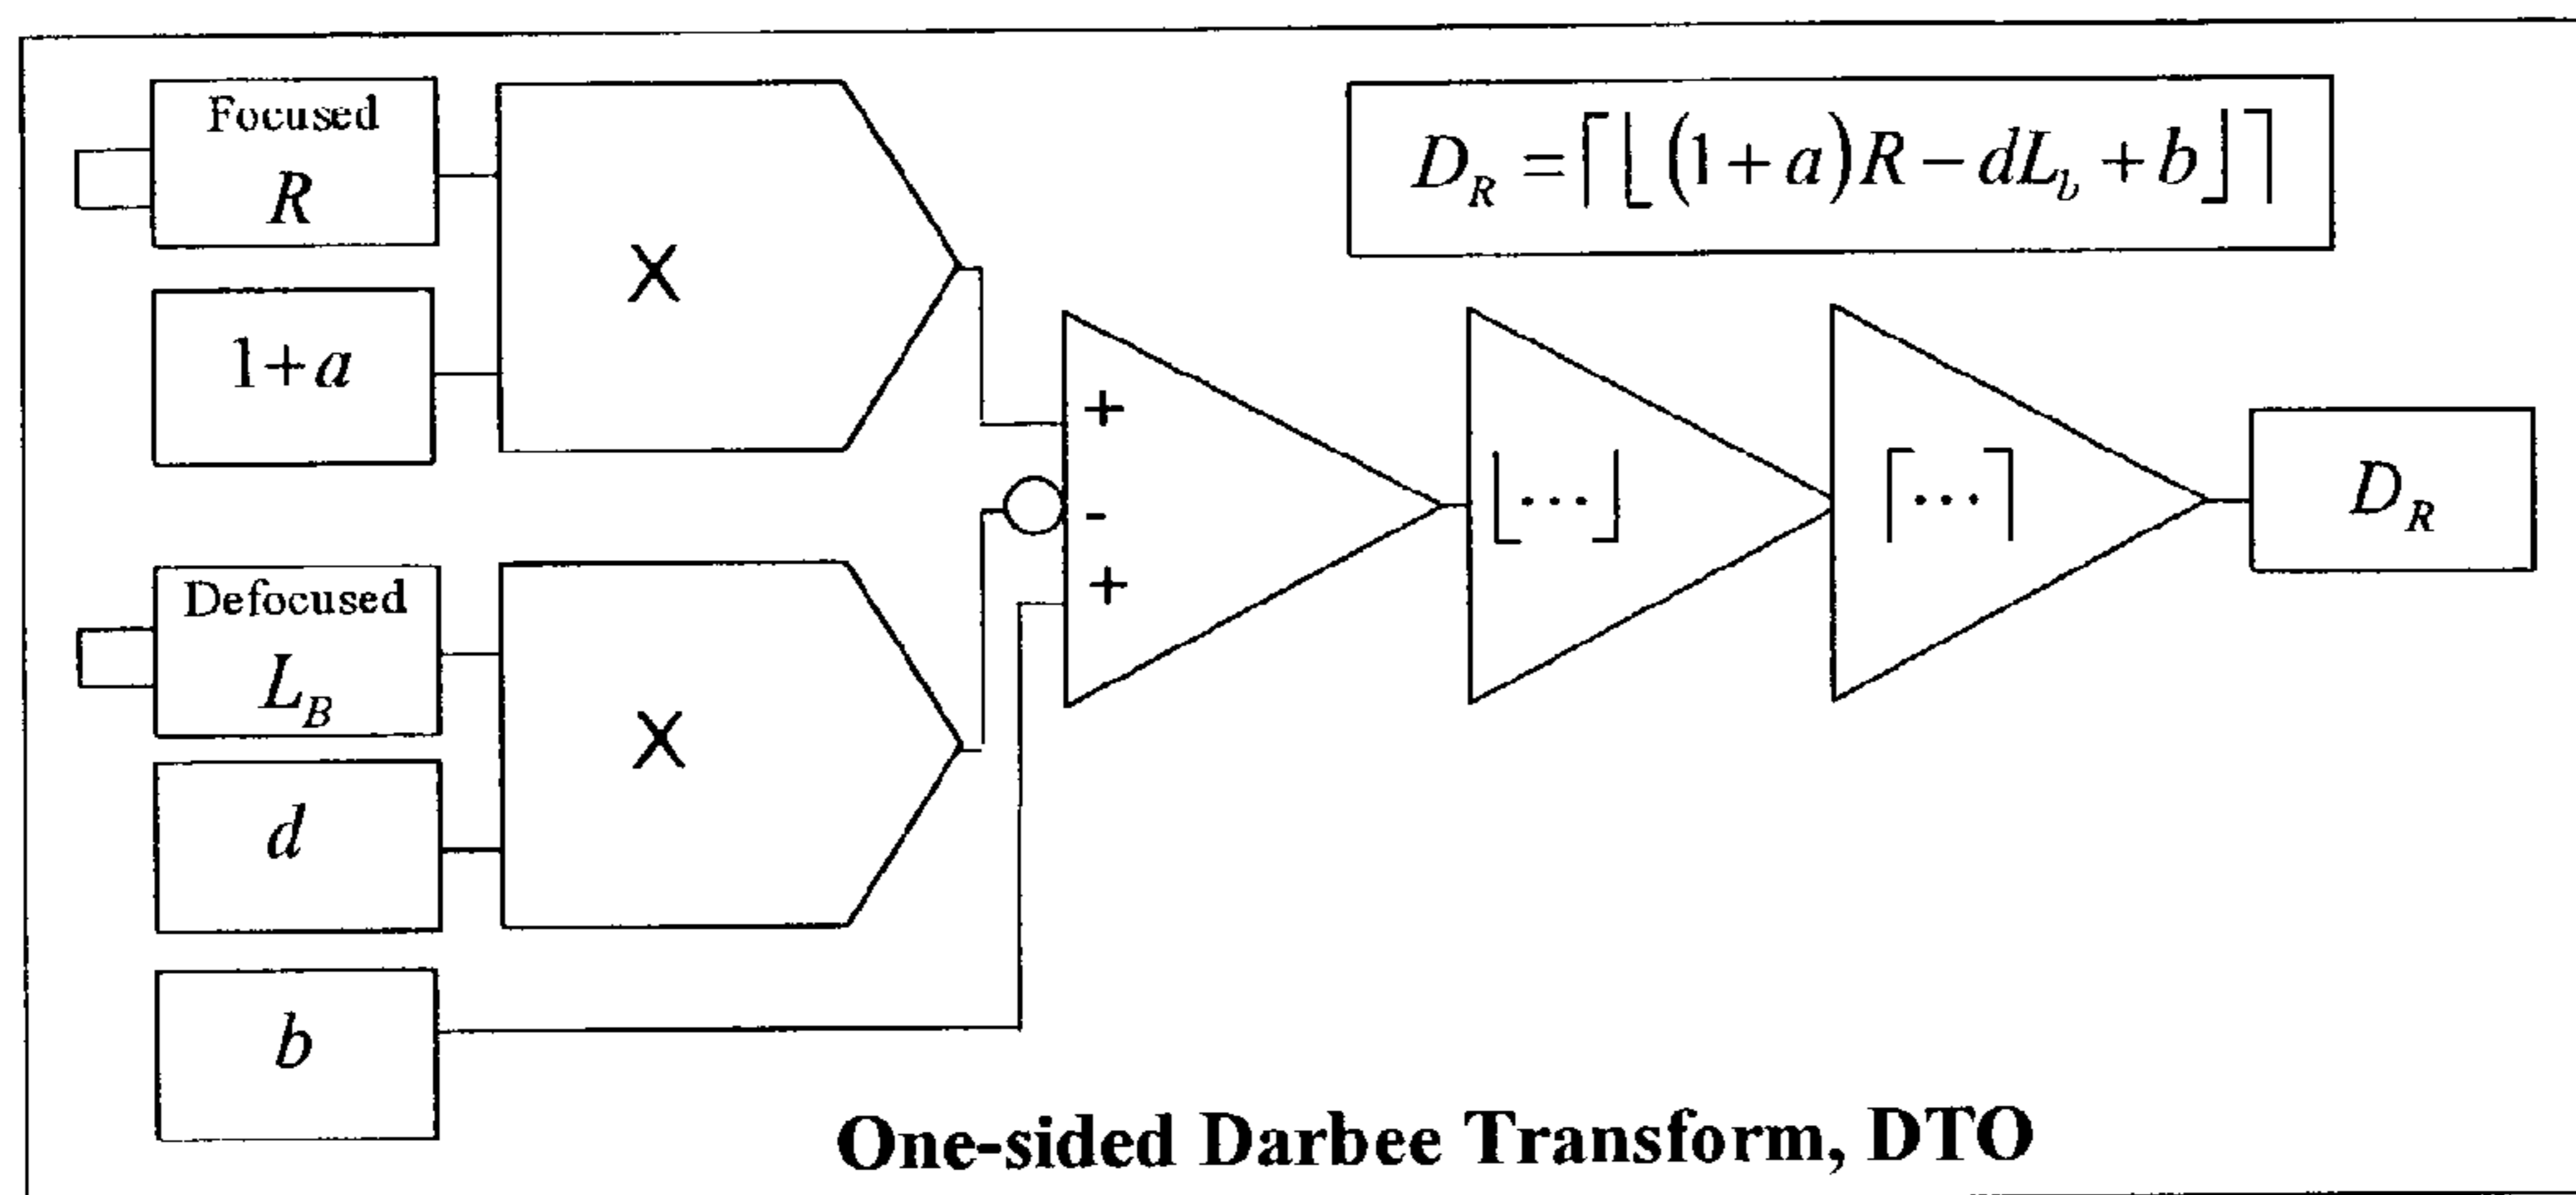 Focused
R
D_R = ⌈⌊(1+a)R − dL_b + b⌋⌉
X
1+a
+
-
+
⌊...⌋
⌈...⌉
D_R
Defocused
L_B
X
d
b
One-sided Darbee Transform, DTO